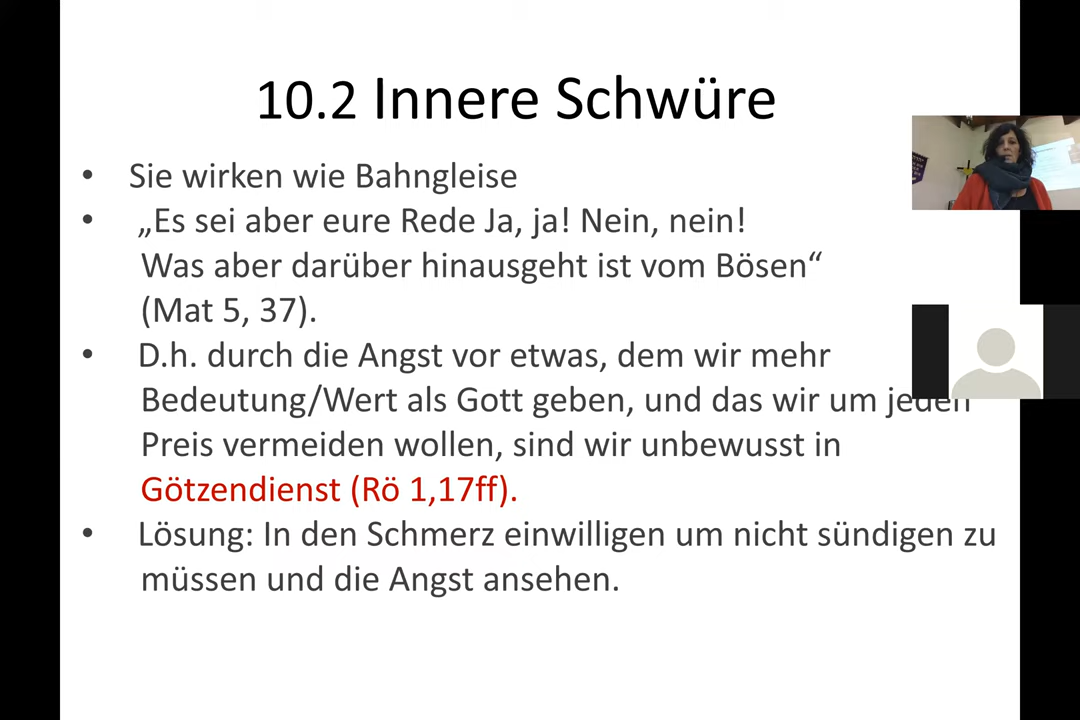 10.2 Innere Schwüre
• Sie wirken wie Bahngleise
• „Es sei aber eure Rede Ja, ja! Nein, nein!
Was aber darüber hinausgeht ist vom Bösen“
(Mat 5, 37).
• D.h. durch die Angst vor etwas, dem wir mehr
Bedeutung/Wert als Gott geben, und das wir um jeden
Preis vermeiden wollen, sind wir unbewusst in
Götzendienst (Rö 1,17ff).
• Lösung: In den Schmerz einwilligen um nicht sündigen zu
müssen und die Angst ansehen.